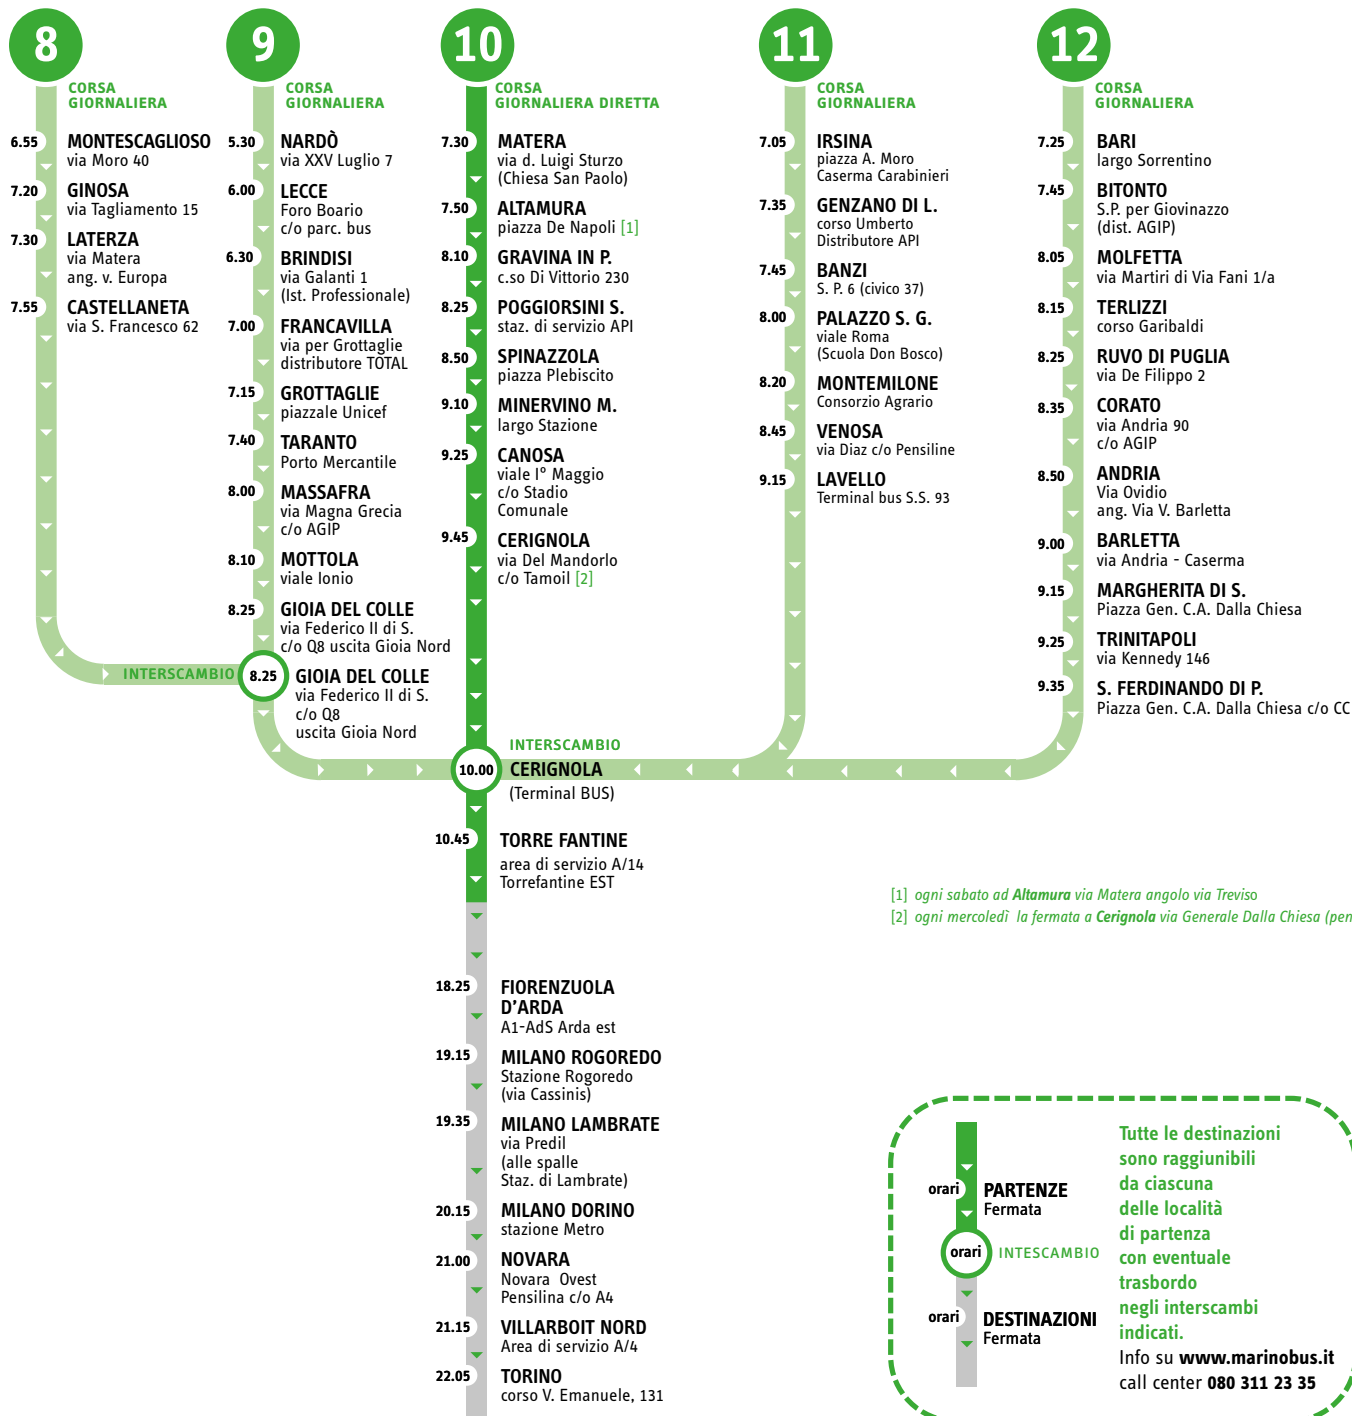 8
CORSA
GIORNALIERA
6.55 MONTESCAGLIOSO
via Moro 40
7.20 GINOSA
via Tagliamento 15
7.30 LATERZA
via Matera
ang. v. Europa
7.55 CASTELLANETA
via S. Francesco 62
INTERSCAMBIO
9
CORSA
GIORNALIERA
5.30 NARDÒ
via XXV Luglio 7
6.00 LECCE
Foro Boario
c/o parc. bus
6.30 BRINDISI
via Galanti 1
(Ist. Professionale)
7.00 FRANCAVILLA
via per Grottaglie
distributore TOTAL
7.15 GROTTAGLIE
piazzale Unicef
7.40 TARANTO
Porto Mercantile
8.00 MASSAFRA
via Magna Grecia
c/o AGIP
8.10 MOTTOLA
viale Ionio
8.25 GIOIA DEL COLLE
via Federico II di S.
c/o Q8 uscita Gioia Nord
8.25 GIOIA DEL COLLE
via Federico II di S.
c/o Q8
uscita Gioia Nord
10
CORSA
GIORNALIERA DIRETTA
7.30 MATERA
via d. Luigi Sturzo
(Chiesa San Paolo)
7.50 ALTAMURA
piazza De Napoli [1]
8.10 GRAVINA IN P.
c.so Di Vittorio 230
8.25 POGGIORSINI S.
staz. di servizio API
8.50 SPINAZZOLA
piazza Plebiscito
9.10 MINERVINO M.
largo Stazione
9.25 CANOSA
viale I° Maggio
c/o Stadio
Comunale
9.45 CERIGNOLA
via Del Mandorlo
c/o Tamoil [2]
INTERSCAMBIO
10.00 CERIGNOLA
(Terminal BUS)
10.45 TORRE FANTINE
area di servizio A/14
Torrefantine EST
18.25 FIORENZUOLA
D'ARDA
A1-AdS Arda est
19.15 MILANO ROGOREDO
Stazione Rogoredo
(via Cassinis)
19.35 MILANO LAMBRATE
via Predil
(alle spalle
Staz. di Lambrate)
20.15 MILANO DORINO
stazione Metro
21.00 NOVARA
Novara Ovest
Pensilina c/o A4
21.15 VILLARBOIT NORD
Area di servizio A/4
22.05 TORINO
corso V. Emanuele, 131
11
CORSA
GIORNALIERA
7.05 IRSINA
piazza A. Moro
Caserma Carabinieri
7.35 GENZANO DI L.
corso Umberto
Distributore API
7.45 BANZI
S. P. 6 (civico 37)
8.00 PALAZZO S. G.
viale Roma
(Scuola Don Bosco)
8.20 MONTEMILONE
Consorzio Agrario
8.45 VENOSA
via Diaz c/o Pensiline
9.15 LAVELLO
Terminal bus S.S. 93
12
CORSA
GIORNALIERA
7.25 BARI
largo Sorrentino
7.45 BITONTO
S.P. per Giovinazzo
(dist. AGIP)
8.05 MOLFETTA
via Martiri di Via Fani 1/a
8.15 TERLIZZI
corso Garibaldi
8.25 RUVO DI PUGLIA
via De Filippo 2
8.35 CORATO
via Andria 90
c/o AGIP
8.50 ANDRIA
Via Ovidio
ang. Via V. Barletta
9.00 BARLETTA
via Andria - Caserma
9.15 MARGHERITA DI S.
Piazza Gen. C.A. Dalla Chiesa
9.25 TRINITAPOLI
via Kennedy 146
9.35 S. FERDINANDO DI P.
Piazza Gen. C.A. Dalla Chiesa c/o CC
[1] ogni sabato ad Altamura via Matera angolo via Treviso
[2] ogni mercoledì la fermata a Cerignola via Generale Dalla Chiesa (pen
orari PARTENZE
Fermata
orari INTESCAMBIO
orari DESTINAZIONI
Fermata
Tutte le destinazioni
sono raggiunibili
da ciascuna
delle località
di partenza
con eventuale
trasbordo
negli interscambi
indicati.
Info su www.marinobus.it
call center 080 311 23 35